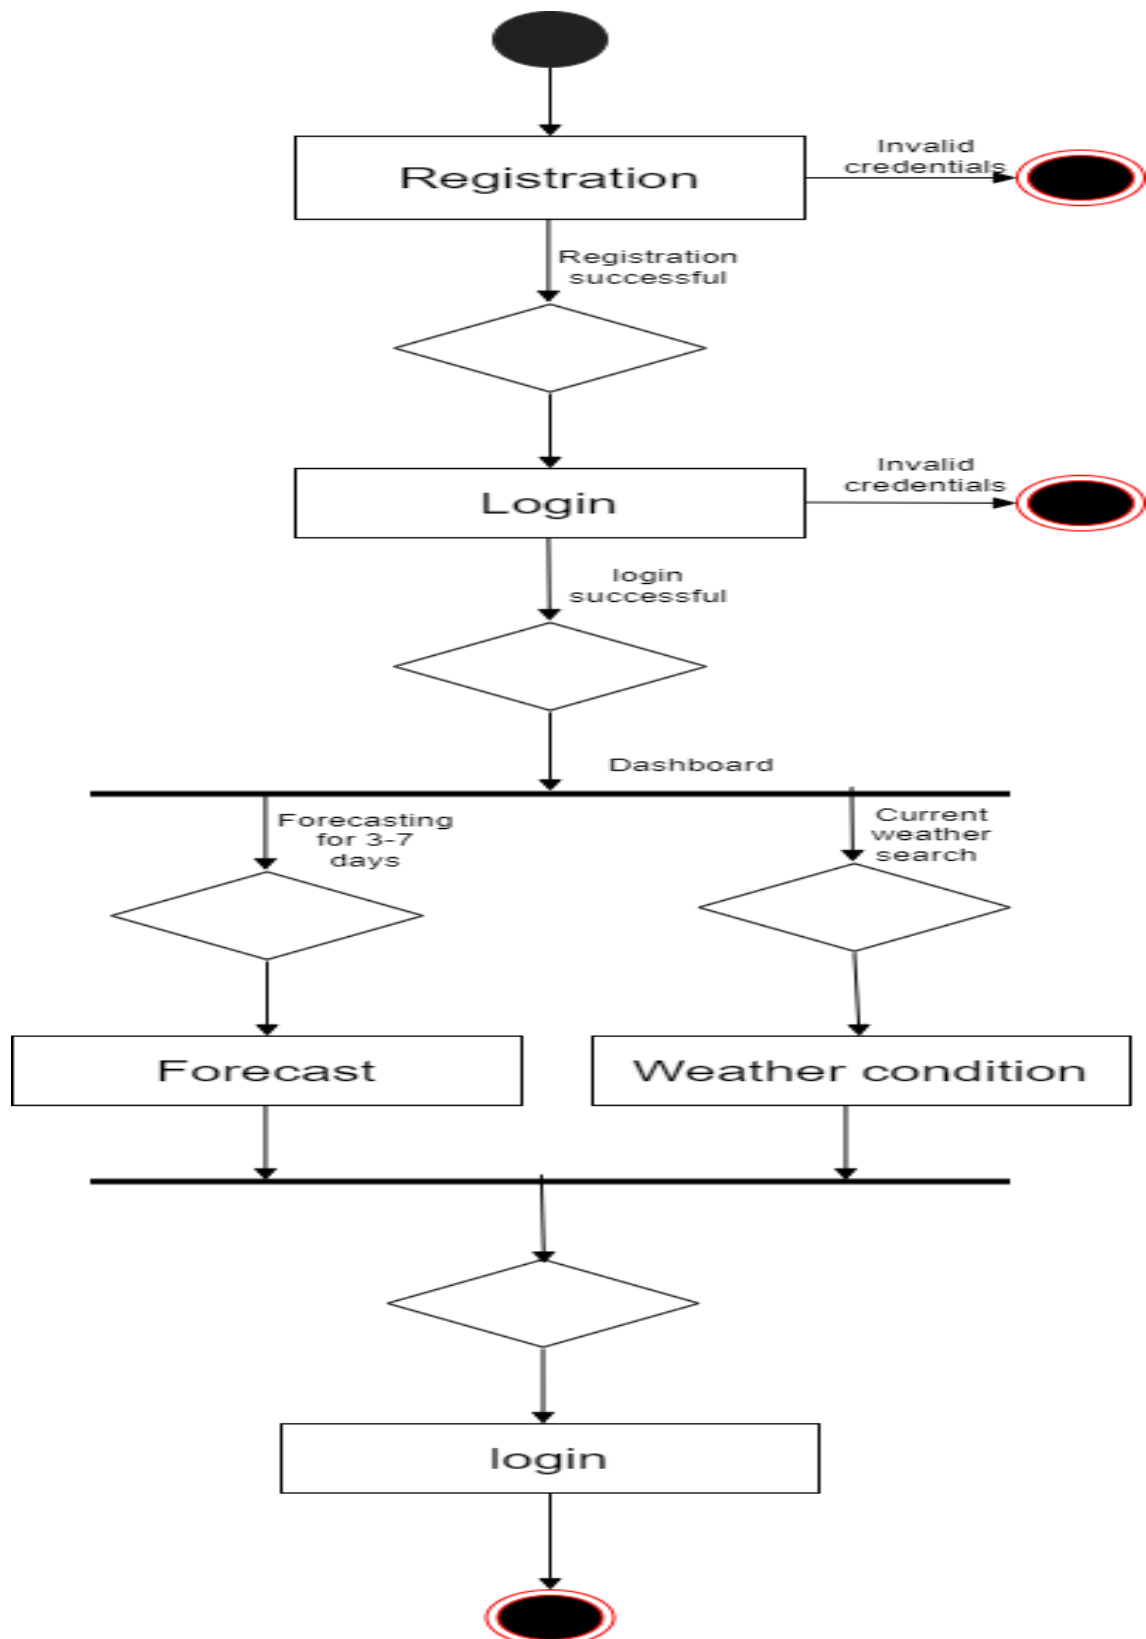 Registration
Invalid
credentials
Registration
successful
Login
Invalid
credentials
login
successful
Dashboard
Forecasting
for 3-7
days
Current
weather
search
Forecast
Weather condition
login